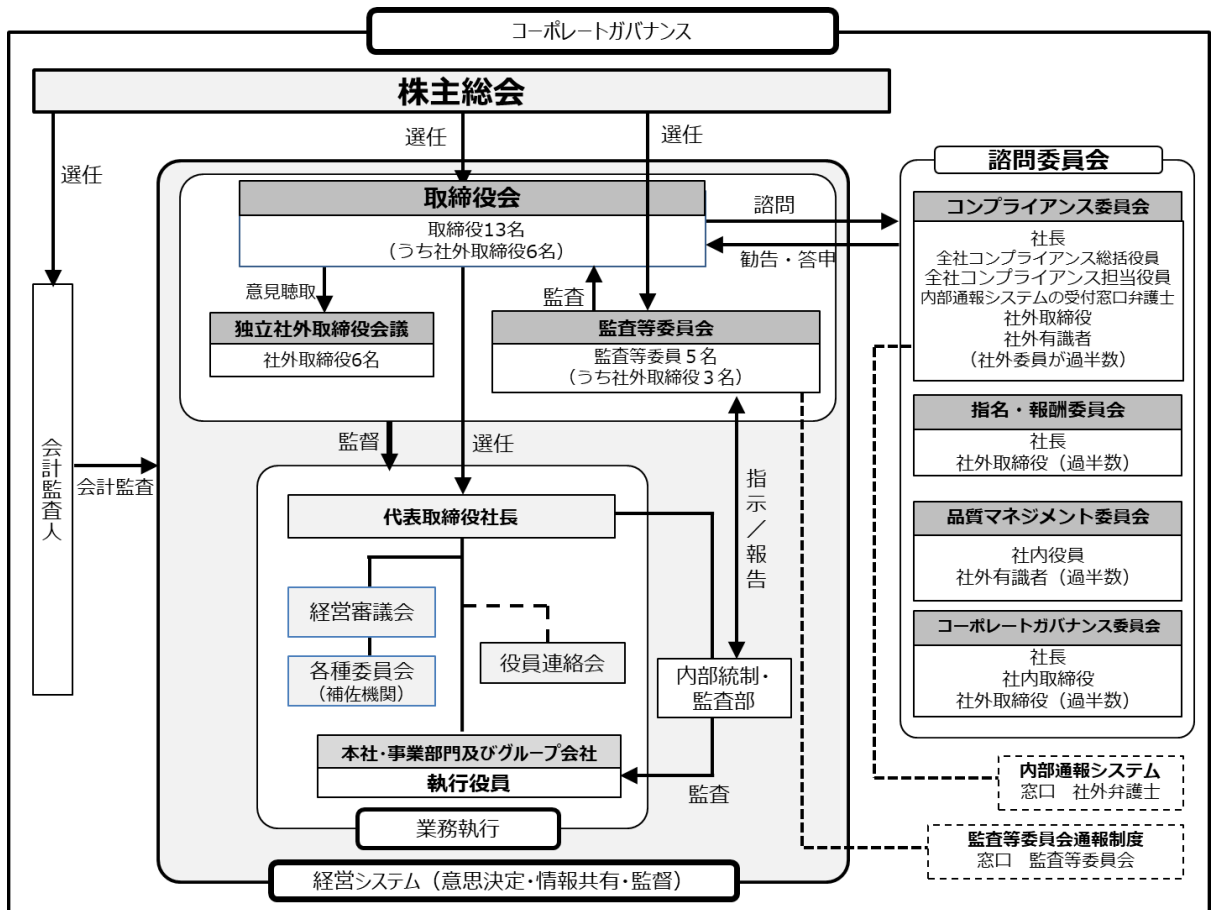 コーポレートガバナンス
株主総会
選任
選任
選任
諮問委員会
取締役会
取締役13名
(うち社外取締役6名)
諮問
勧告・答申
意見聴取
監査
独立社外取締役会議
社外取締役6名
監査等委員会
監査等委員５名
(うち社外取締役３名)
コンプライアンス委員会
社長
全社コンプライアンス総括役員
全社コンプライアンス担当役員
内部通報システムの受付窓口弁護士
社外取締役
社外有識者
(社外委員が過半数)
指名・報酬委員会
社長
社外取締役（過半数）
品質マネジメント委員会
社内役員
社外有識者（過半数）
コーポレートガバナンス委員会
社長
社内取締役
社外取締役（過半数）
会計監査人
会計監査
監督
選任
指示／報告
代表取締役社長
経営審議会
各種委員会
(補佐機関)
役員連絡会
内部統制・
監査部
本社・事業部門及びグループ会社
執行役員
監査
業務執行
内部通報システム
窓口　社外弁護士
監査等委員会通報制度
窓口　監査等委員会
経営システム（意思決定・情報共有・監督）